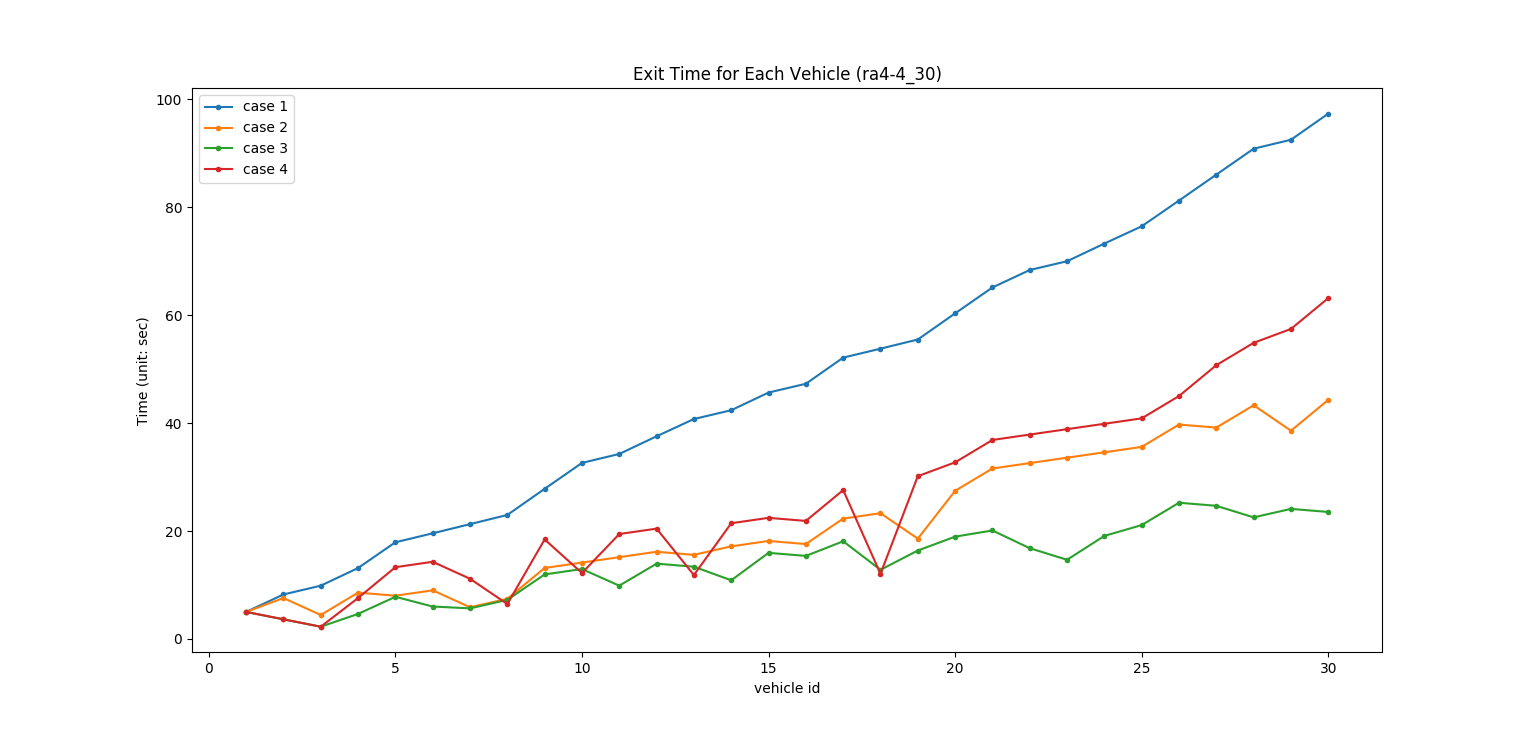 Exit Time for Each Vehicle (ra4-4_30)
case 1
case 2
case 3
case 4
100
80
60
40
20
0
Time (unit: sec)
0 5 10 15 20 25 30
vehicle id